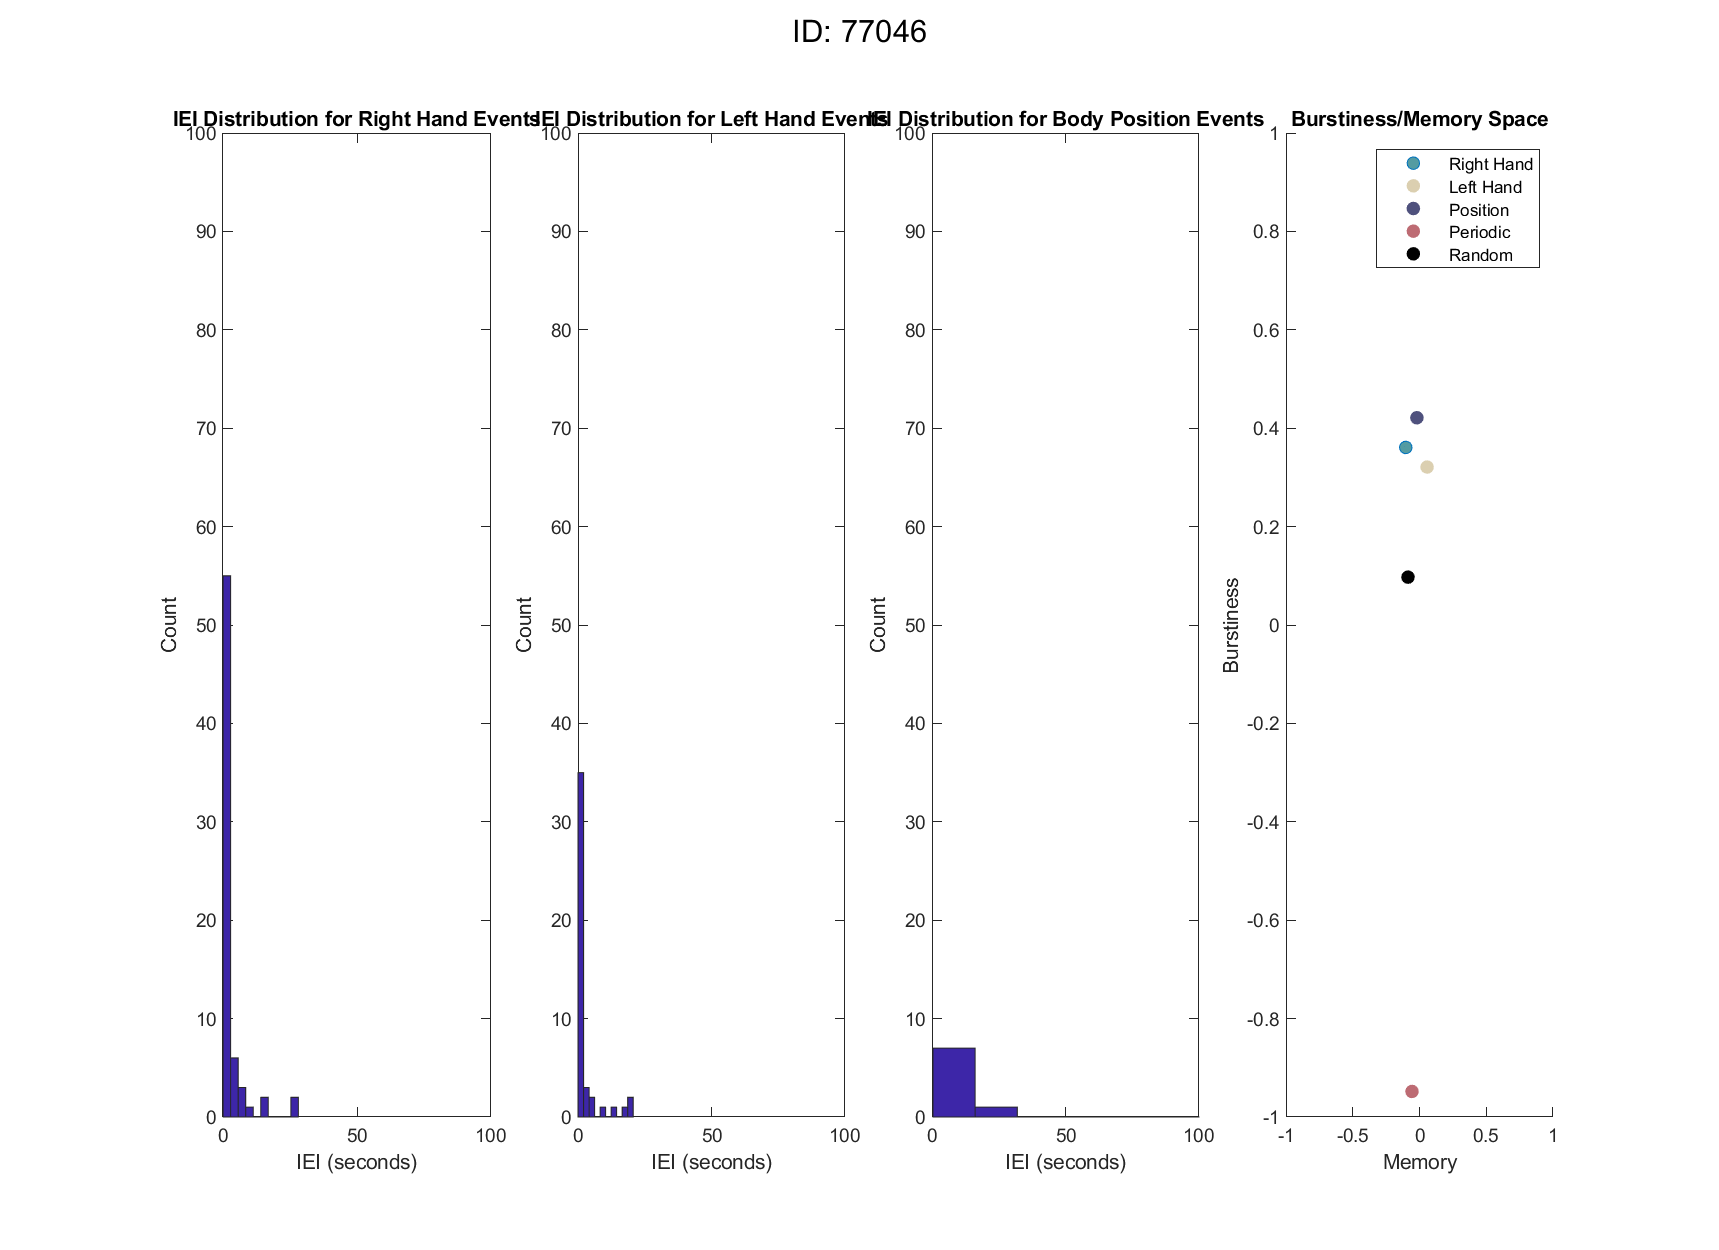 ID: 77046
IEI Distribution for Right Hand Events
100
90
80
70
60
50
40
30
20
10
0
Count
0 50 100
IEI (seconds)
IEI Distribution for Left Hand Events
100
90
80
70
60
50
40
30
20
10
0
Count
0 50 100
IEI (seconds)
IEI Distribution for Body Position Events
100
90
80
70
60
50
40
30
20
10
0
Count
0 50 100
IEI (seconds)
Burstiness/Memory Space
1
0.8
0.6
0.4
0.2
0
-0.2
-0.4
-0.6
-0.8
-1
Burstiness
-1 -0.5 0 0.5 1
Memory
Right Hand
Left Hand
Position
Periodic
Random